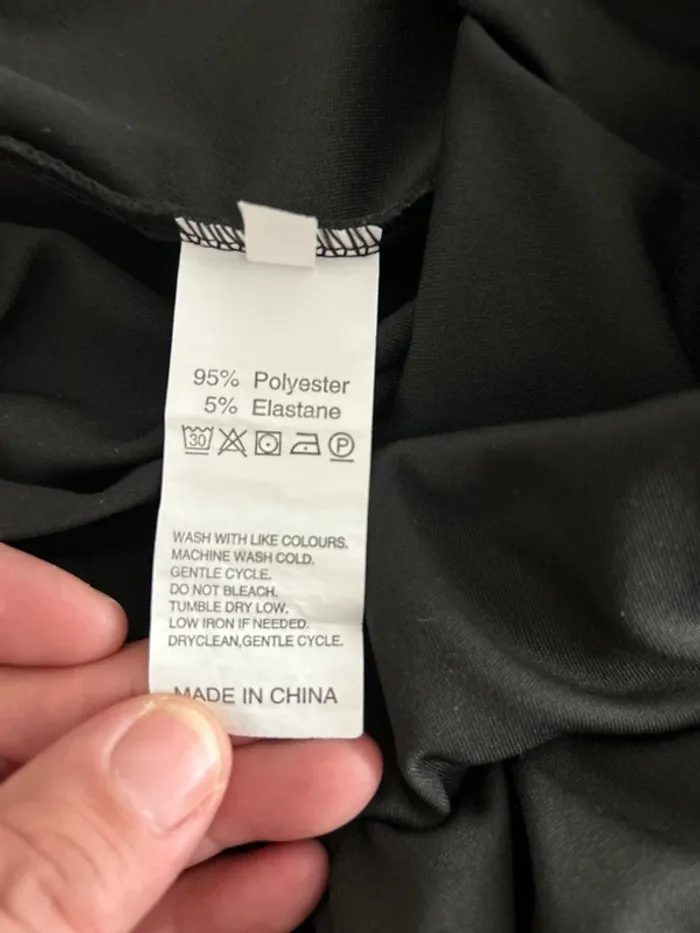 95% Polyester
5% Elastane
30 P
WASH WITH LIKE COLOURS.
MACHINE WASH COLD.
GENTLE CYCLE.
DO NOT BLEACH.
TUMBLE DRY LOW.
LOW IRON IF NEEDED.
DRYCLEAN,GENTLE CYCLE.
MADE IN CHINA